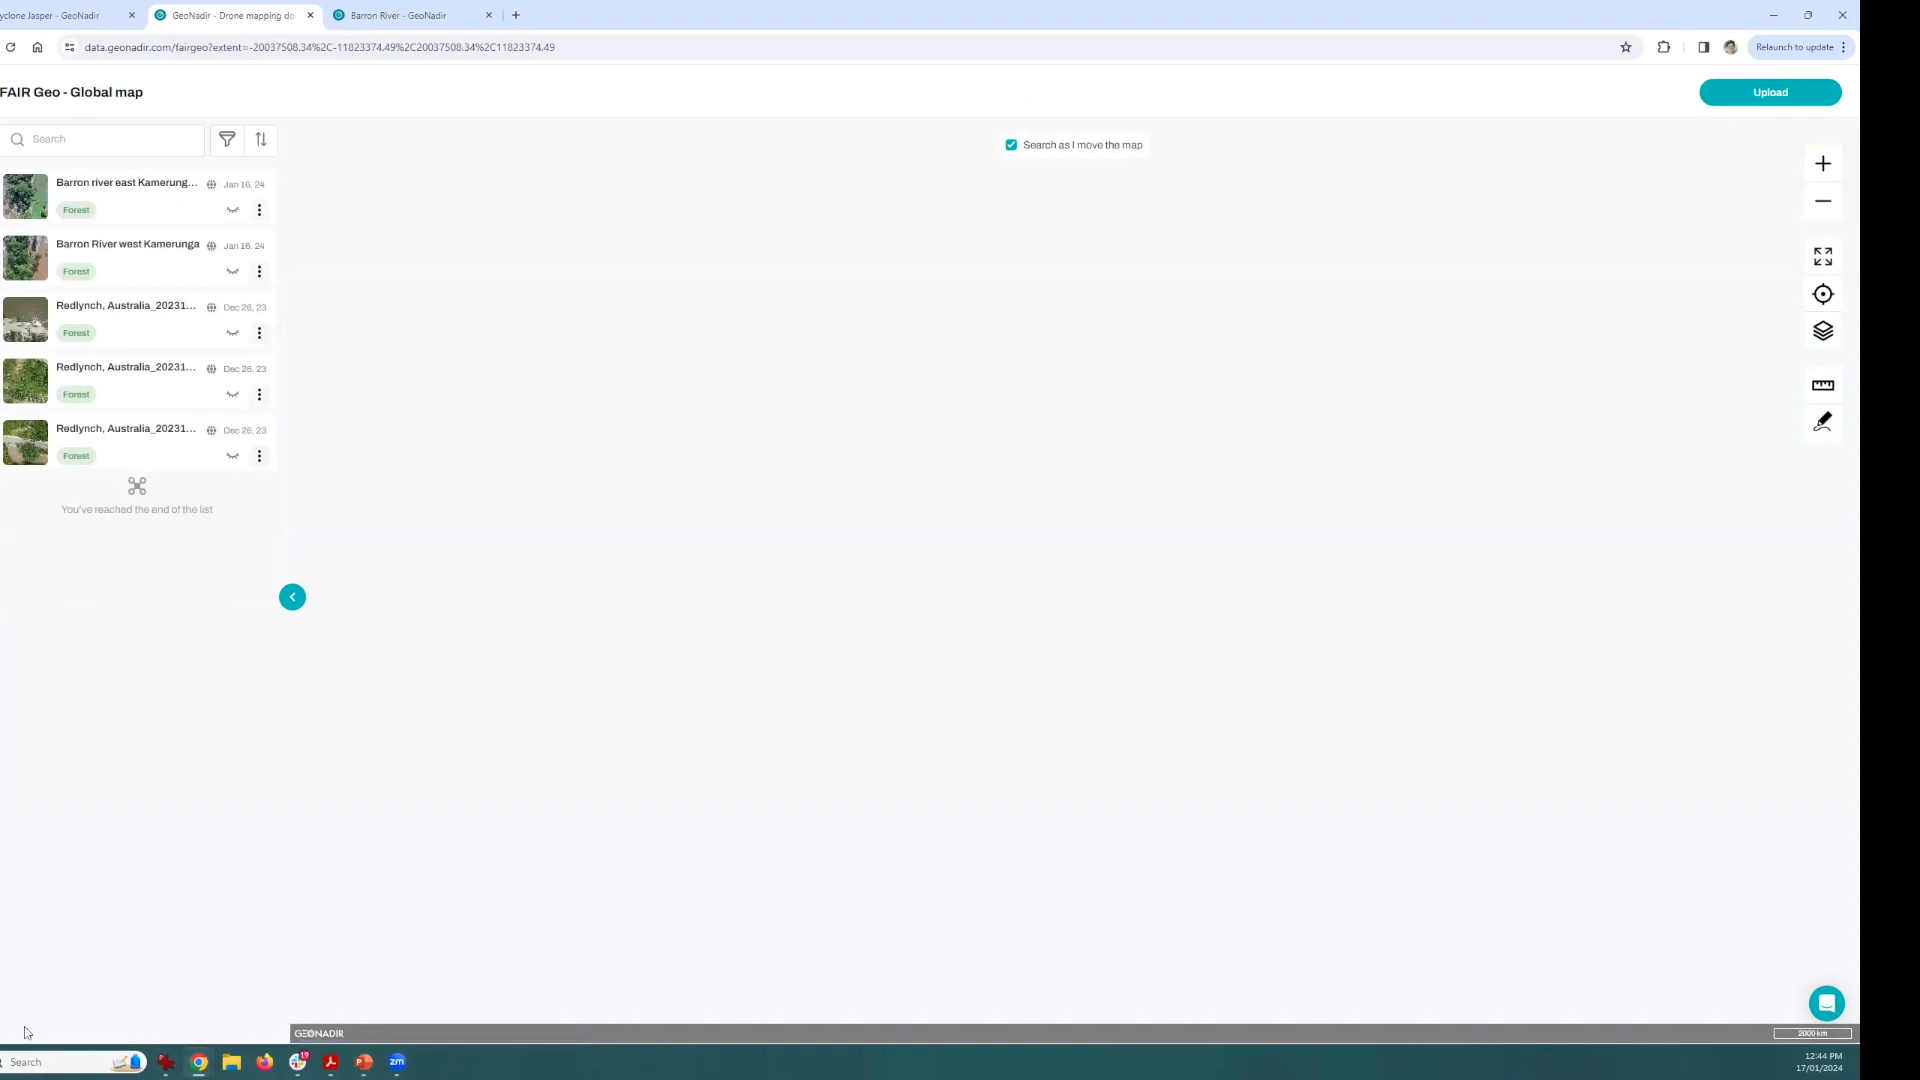 yclone Jasper - GeoNadir
GeoNadir - Drone mapping do
Barron River - GeoNadir
data.geonadir.com/fairgeo?extent=-20037508.34%2C-11823374.49%2C20037508.34%2C11823374.49
Relaunch to update
FAIR Geo - Global map
Upload
Search
Search as I move the map
Barron river east Kamerung...
Jan 16, 24
Forest
Barron River west Kamerunga
Jan 16, 24
Forest
Redlynch, Australia_20231...
Dec 26, 23
Forest
Redlynch, Australia_20231...
Dec 26, 23
Forest
Redlynch, Australia_20231...
Dec 26, 23
Forest
You've reached the end of the list
GEONADIR
2000 km
Search
19
zm
12:44 PM
17/01/2024